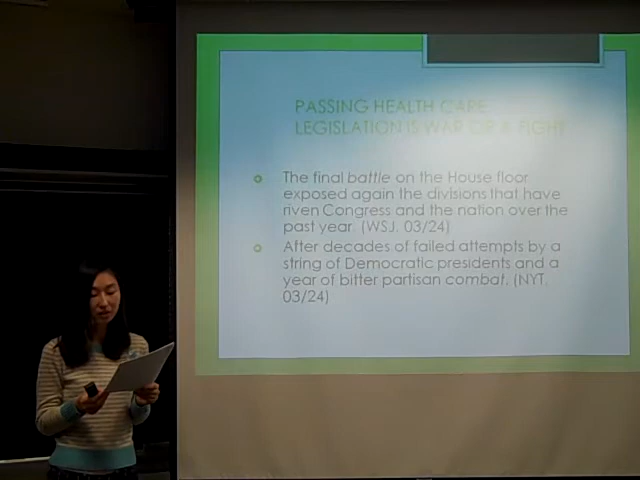 PASSING HEALTH CARE
LEGISLATION IS WAR OR A FIGHT
The final battle on the House floor
exposed again the divisions that have
riven Congress and the nation over the
past year. (WSJ, 03/24)
After decades of failed attempts by a
string of Democratic presidents and a
year of bitter partisan combat, (NYT,
03/24)